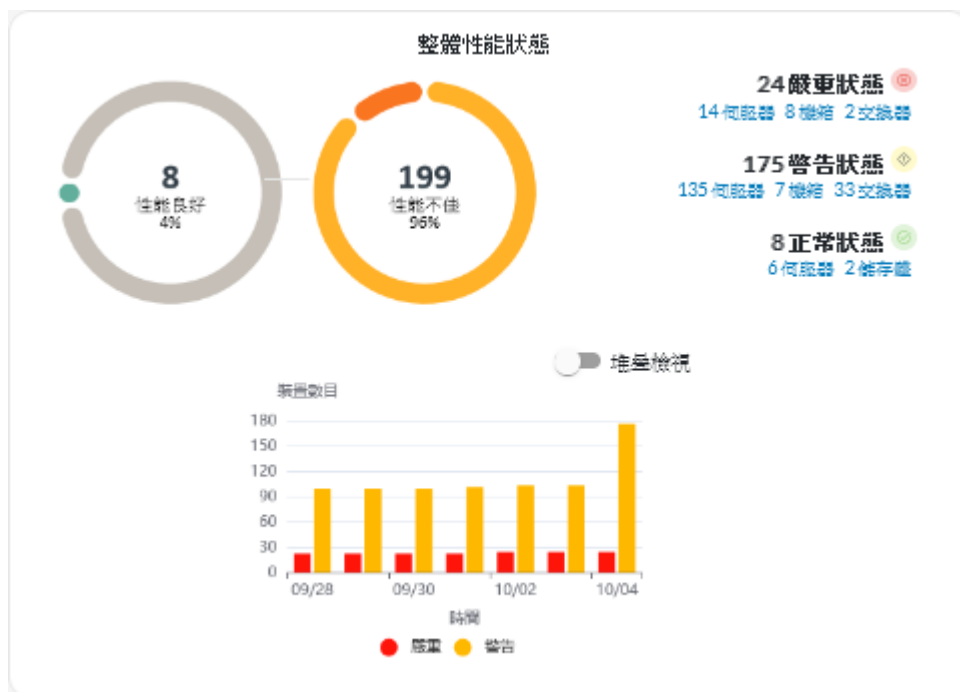 整體性能狀態
8
性能良好
4%
199
性能不佳
96%
24 嚴重狀態
14 伺服器 8 機箱 2 交換器
175 警告狀態
135 伺服器 7 機箱 33 交換器
8 正常狀態
6 伺服器 2 儲存體
堆疊檢視
裝置數目
180
150
120
90
60
30
0
09/28 09/30 10/02 10/04
時間
嚴重 警告